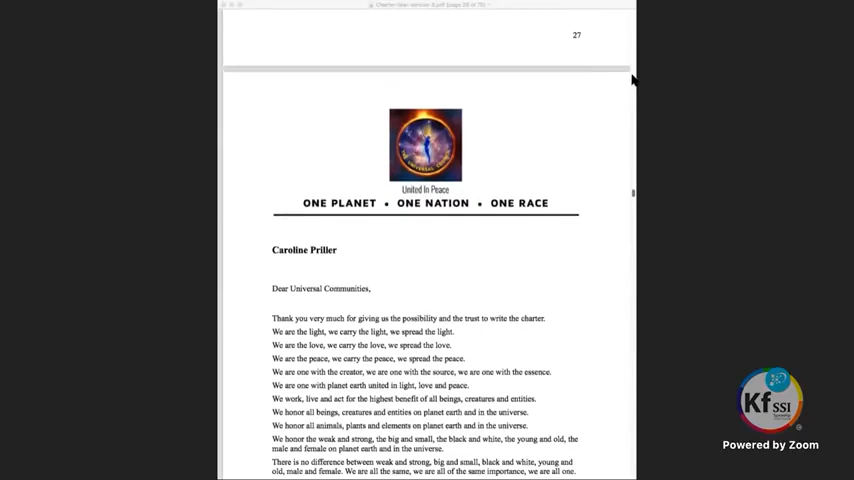 27
United In Peace
ONE PLANET • ONE NATION • ONE RACE
Caroline Priller
Dear Universal Communities,
Thank you very much for giving us the possibility and the trust to write the charter.
We are the light, we carry the light, we spread the light.
We are the love, we carry the love, we spread the love.
We are the peace, we carry the peace, we spread the peace.
We are one with the creator, we are one with the source, we are one with the essence.
We are one with planet earth united in light, love and peace.
We work, live and act for the highest benefit of all beings, creatures and entities.
We honor all beings, creatures and entities on planet earth and in the universe.
We honor all animals, plants and elements on planet earth and in the universe.
We honor the weak and strong, the big and small, the black and white, the young and old, the
male and female on planet earth and in the universe.
There is no difference between weak and strong, big and small, black and white, young and
old, male and female. We are all the same, we are all of the same importance, we are all one.
Kf SSI
Powered by Zoom